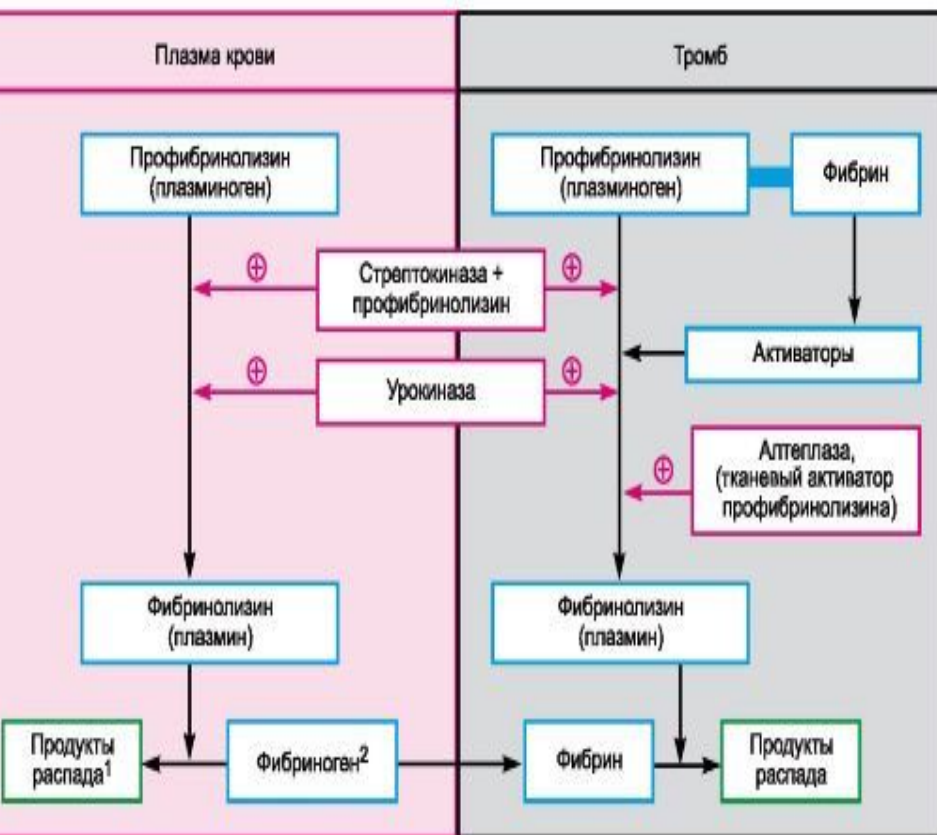 Плазма крови
Тромб
Профибринолизин
(плазминоген)
Профибринолизин
(плазминоген)
Фибрин
⊕
Стрептокиназа +
профибринолизин
⊕
Активаторы
⊕
Урокиназа
⊕
⊕
Алтеплаза,
(тканевый активатор
профибринолизина)
Фибринолизин
(плазмин)
Фибринолизин
(плазмин)
Продукты
распада¹
Фибриноген²
Фибрин
Продукты
распада